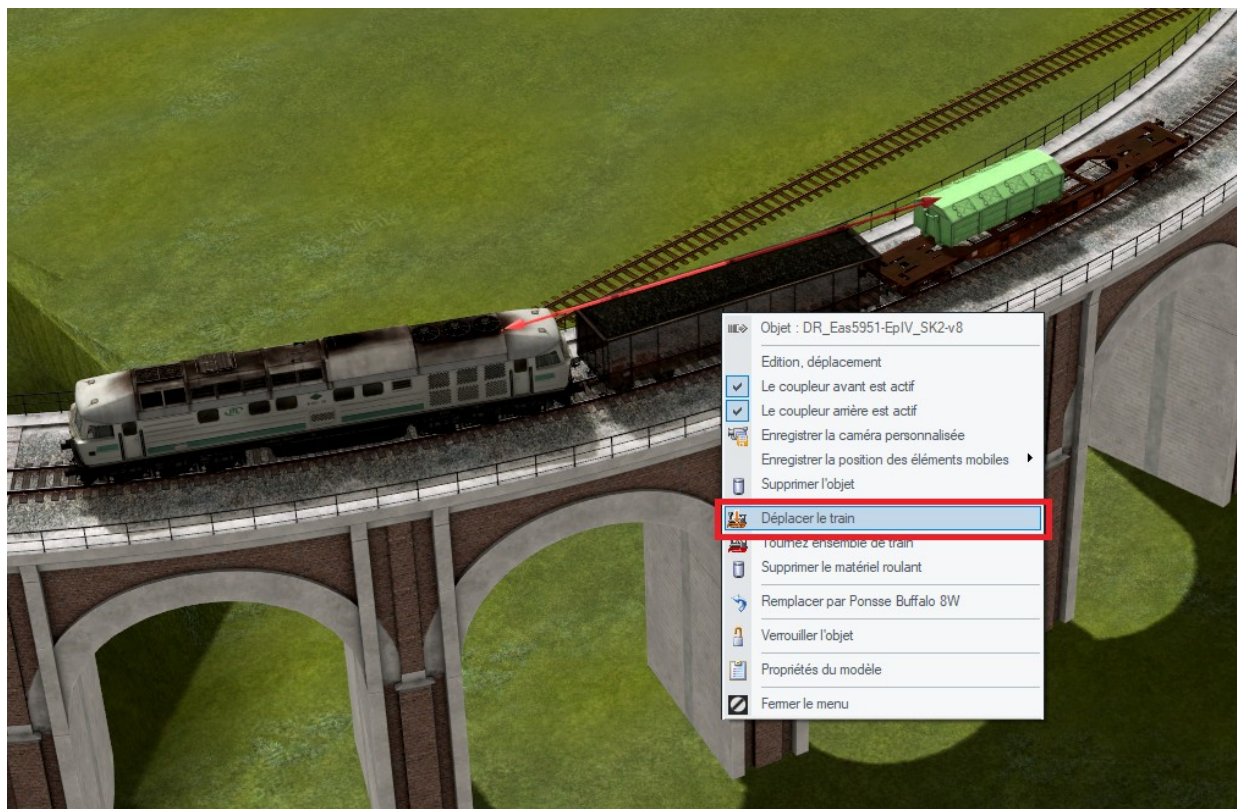 Objet : DR_Eas5951-EpIV_SK2-v8
Edition, déplacement
Le coupleur avant est actif
Le coupleur arrière est actif
Enregistrer la caméra personnalisée
Enregistrer la position des éléments mobiles
Supprimer l'objet
Déplacer le train
Tournez ensemble de train
Supprimer le matériel roulant
Remplacer par Ponsse Buffalo 8W
Verrouiller l'objet
Propriétés du modèle
Fermer le menu